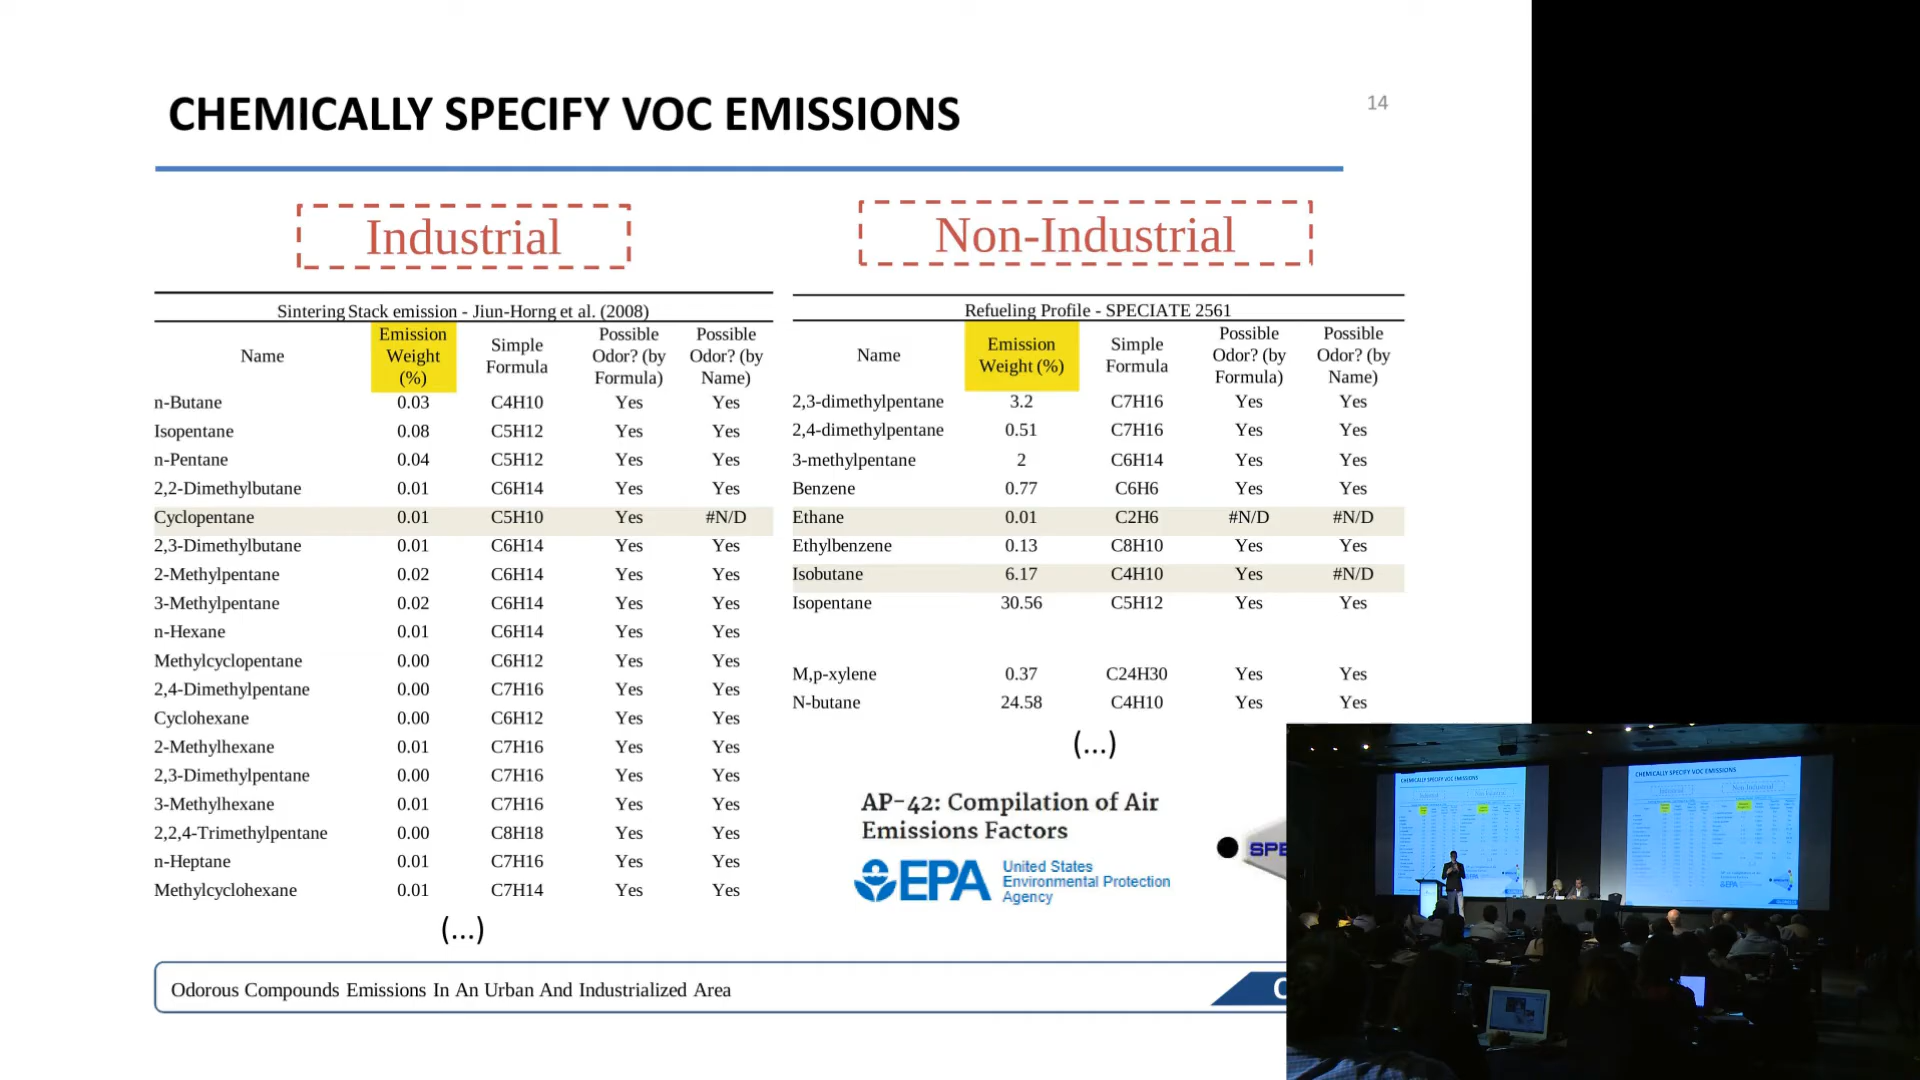 CHEMICALLY SPECIFY VOC EMISSIONS
14
Industrial
Sintering Stack emission - Jiun-Horng et al. (2008)
Name Emission Weight (%) Simple Formula Possible Odor? (by Formula) Possible Odor? (by Name)
n-Butane 0.03 C4H10 Yes Yes
Isopentane 0.08 C5H12 Yes Yes
n-Pentane 0.04 C5H12 Yes Yes
2,2-Dimethylbutane 0.01 C6H14 Yes Yes
Cyclopentane 0.01 C5H10 Yes #N/D
2,3-Dimethylbutane 0.01 C6H14 Yes Yes
2-Methylpentane 0.02 C6H14 Yes Yes
3-Methylpentane 0.02 C6H14 Yes Yes
n-Hexane 0.01 C6H14 Yes Yes
Methylcyclopentane 0.00 C6H12 Yes Yes
2,4-Dimethylpentane 0.00 C7H16 Yes Yes
Cyclohexane 0.00 C6H12 Yes Yes
2-Methylhexane 0.01 C7H16 Yes Yes
2,3-Dimethylpentane 0.00 C7H16 Yes Yes
3-Methylhexane 0.01 C7H16 Yes Yes
2,2,4-Trimethylpentane 0.00 C8H18 Yes Yes
n-Heptane 0.01 C7H16 Yes Yes
Methylcyclohexane 0.01 C7H14 Yes Yes
(...)
Non-Industrial
Refueling Profile - SPECIATE 2561
Name Emission Weight (%) Simple Formula Possible Odor? (by Formula) Possible Odor? (by Name)
2,3-dimethylpentane 3.2 C7H16 Yes Yes
2,4-dimethylpentane 0.51 C7H16 Yes Yes
3-methylpentane 2 C6H14 Yes Yes
Benzene 0.77 C6H6 Yes Yes
Ethane 0.01 C2H6 #N/D #N/D
Ethylbenzene 0.13 C8H10 Yes Yes
Isobutane 6.17 C4H10 Yes #N/D
Isopentane 30.56 C5H12 Yes Yes
M,p-xylene 0.37 C24H30 Yes Yes
N-butane 24.58 C4H10 Yes Yes
(...)
AP-42: Compilation of Air
Emissions Factors
EPA
United States
Environmental Protection
Agency
SPE
Odorous Compounds Emissions In An Urban And Industrialized Area
CHEMICALLY SPECIFY VOC EMISSIONS
CHEMICALLY SPECIFY VOC EMISSIONS
Non-Industrial